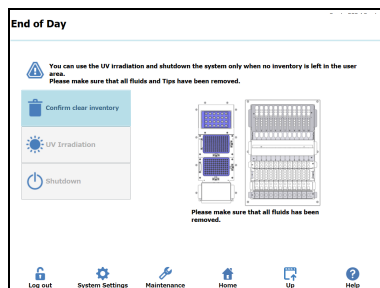 End of Day
You can use the UV irradiation and shutdown the system only when no inventory is left in the user
area.
Please make sure that all fluids and Tips have been removed.
Confirm clear inventory
UV Irradiation
Shutdown
Please make sure that all fluids has been
removed.
Log out
System Settings
Maintenance
Home
Up
Help